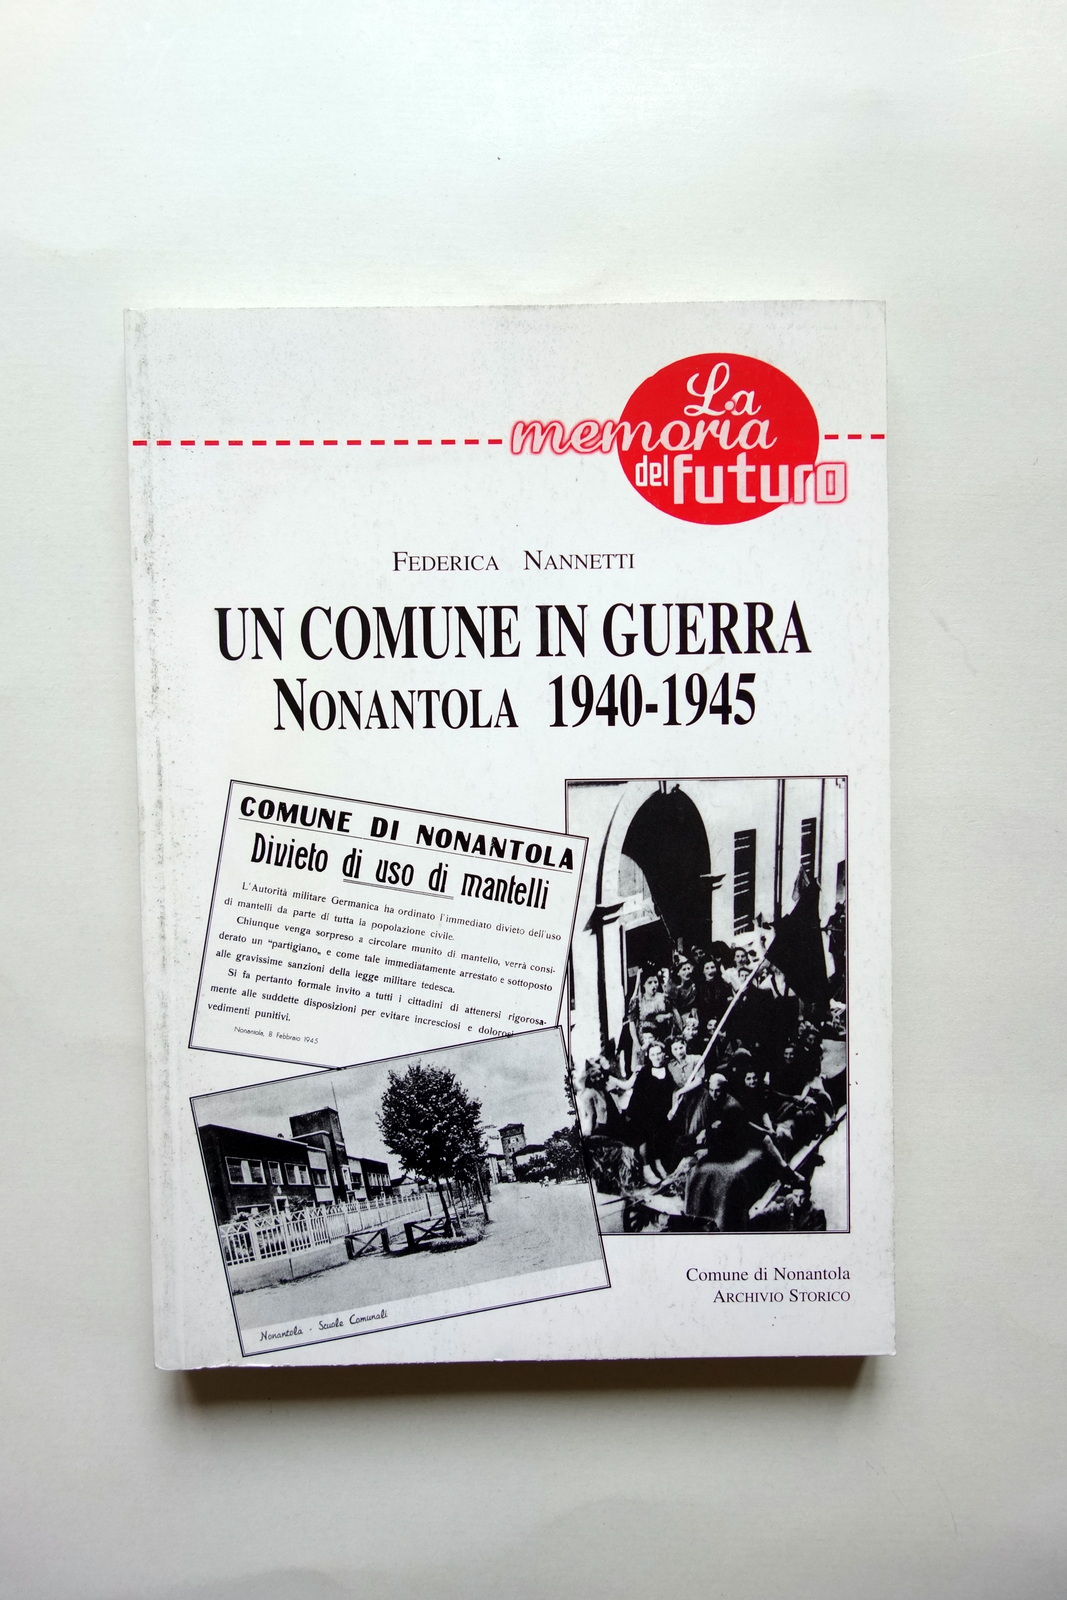 La
memoria
del futuro
FEDERICA NANNETTI
UN COMUNE IN GUERRA
NONANTOLA 1940-1945
COMUNE DI NONANTOLA
Divieto di uso di mantelli
L'Autorità militare Germanica ha ordinato l'immediato divieto dell'uso
di mantelli da parte di tutta la popolazione civile.
Chiunque venga sorpreso a circolare munito di mantello, verrà consi-
derato un "partigiano„ e come tale immediatamente arrestato e sottoposto
alle gravissime sanzioni della legge militare tedesca.
Si fa pertanto formale invito a tutti i cittadini di attenersi rigorosa-
mente alle suddette disposizioni per evitare incresciosi e dolorosi
vedimenti punitivi.
Nonantola, 8 Febbraio 1945
Nonantola - Scuole Comunali
Comune di Nonantola
ARCHIVIO STORICO